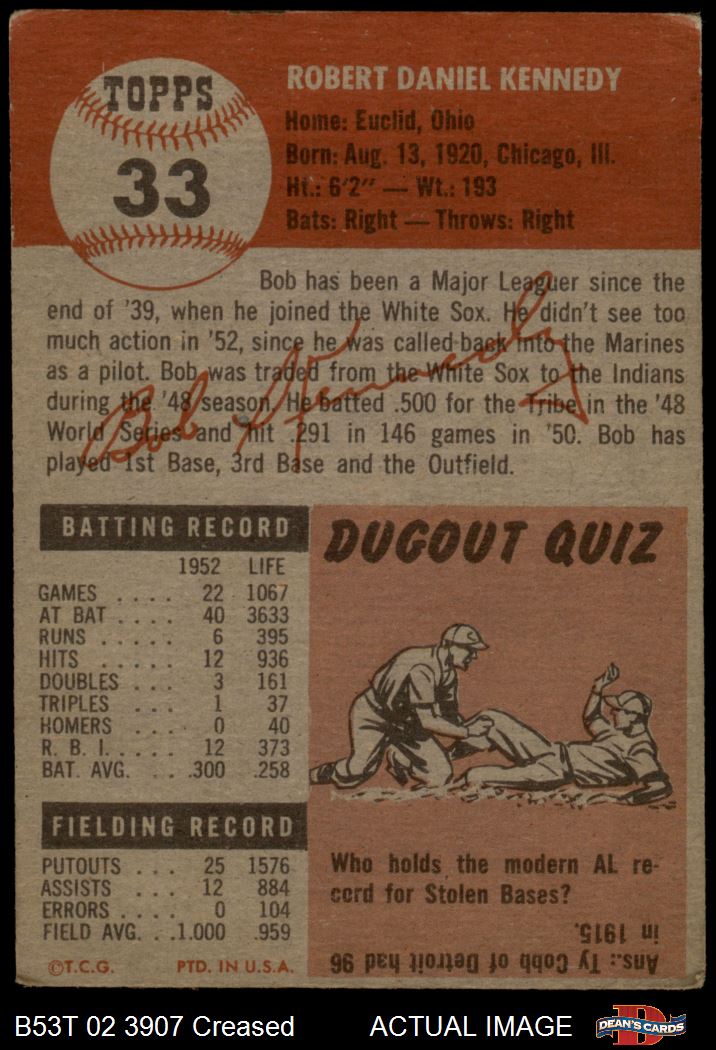 TOPPS
33
ROBERT DANIEL KENNEDY
Home: Euclid, Ohio
Born: Aug. 13, 1920, Chicago, Ill.
Ht.: 6'2" — Wt.: 193
Bats: Right — Throws: Right
Bob has been a Major Leaguer since the
end of '39, when he joined the White Sox. He didn't see too
much action in '52, since he was called back into the Marines
as a pilot. Bob was traded from the White Sox to the Indians
during the '48 season. He batted .500 for the Tribe in the '48
World Series and hit .291 in 146 games in '50. Bob has
played 1st Base, 3rd Base and the Outfield.
Bob Kennedy
BATTING RECORD
1952 LIFE
GAMES .... 22 1067
AT BAT .... 40 3633
RUNS ..... 6 395
HITS ..... 12 936
DOUBLES ... 3 161
TRIPLES ... 1 37
HOMERS ... 0 40
R. B. I. .... 12 373
BAT. AVG. ... .300 .258
FIELDING RECORD
PUTOUTS ... 25 1576
ASSISTS ... 12 884
ERRORS .... 0 104
FIELD AVG. ..1.000 .959
©T.C.G. PTD. IN U.S.A.
DUGOUT QUIZ
C
Who holds the modern AL re-
cord for Stolen Bases?
Ans.: Ty Cobb of Detroit had 96
in 1915.
B53T 02 3907 Creased ACTUAL IMAGE
D
DEAN'S CARDS